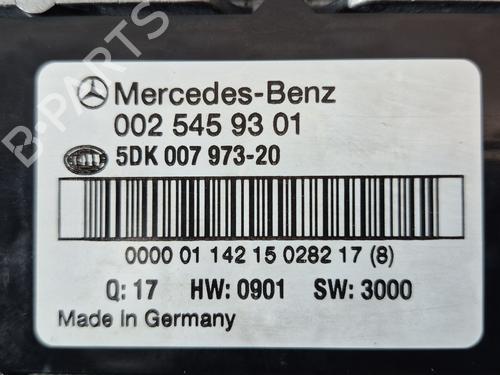 B-PARTS
Mercedes-Benz
002 545 93 01
5DK 007 973-20
0000 01 142 15 0282 17 (8)
Q: 17 HW: 0901 SW: 3000
Made in Germany